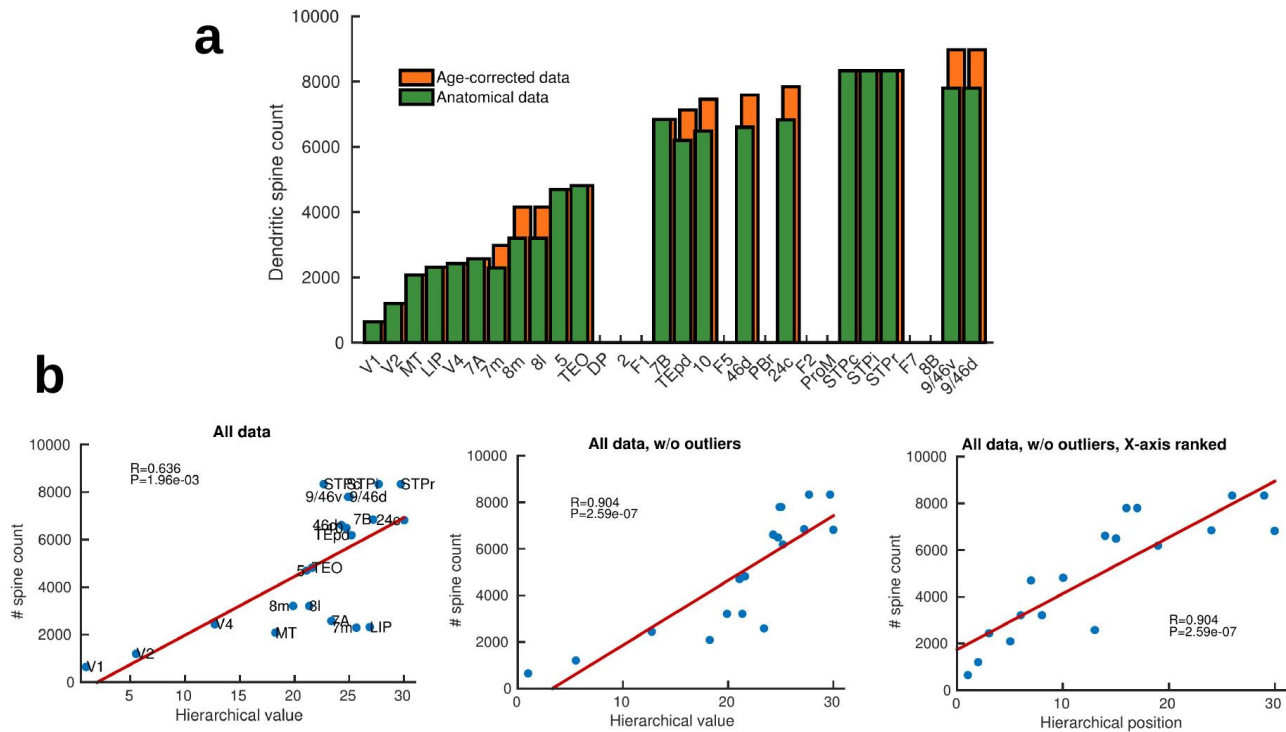 a
10000
8000
6000
4000
2000
0
Dendritic spine count
Age-corrected data
Anatomical data
V1 V2 MT LIP V4 7A 7m 8m 8l 5 TEO DP 2 F1 7B TEpd 10 F5 46d PBr 24c F2 ProM STPc STPi STPr F7 8B 9/46v 9/46d
b
All data
R=0.636
P=1.96e-03
10000
8000
6000
4000
2000
0
# spine count
STPi STPr
9/46v 9/46d
46d 7B 24c
TEpd
5 TEO
8m 8l
V4 MT 7A 7m LIP
V2
V1
5 10 15 20 25 30
Hierarchical value
All data, w/o outliers
R=0.904
P=2.59e-07
10000
8000
6000
4000
2000
0
# spine count
0 10 20 30
Hierarchical value
All data, w/o outliers, X-axis ranked
10000
8000
6000
4000
2000
0
# spine count
R=0.904
P=2.59e-07
0 10 20 30
Hierarchical position